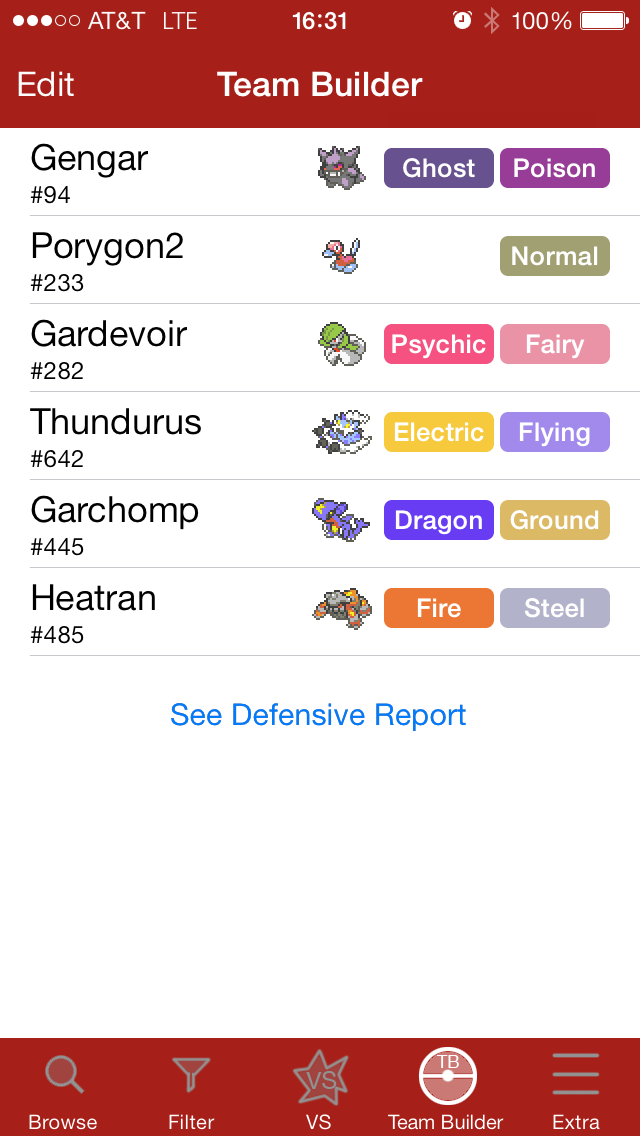 AT&T LTE 16:31 100%
Edit Team Builder
Gengar Ghost Poison
#94
Porygon2 Normal
#233
Gardevoir Psychic Fairy
#282
Thundurus Electric Flying
#642
Garchomp Dragon Ground
#445
Heatran Fire Steel
#485
See Defensive Report
VS TB
Browse Filter VS Team Builder Extra